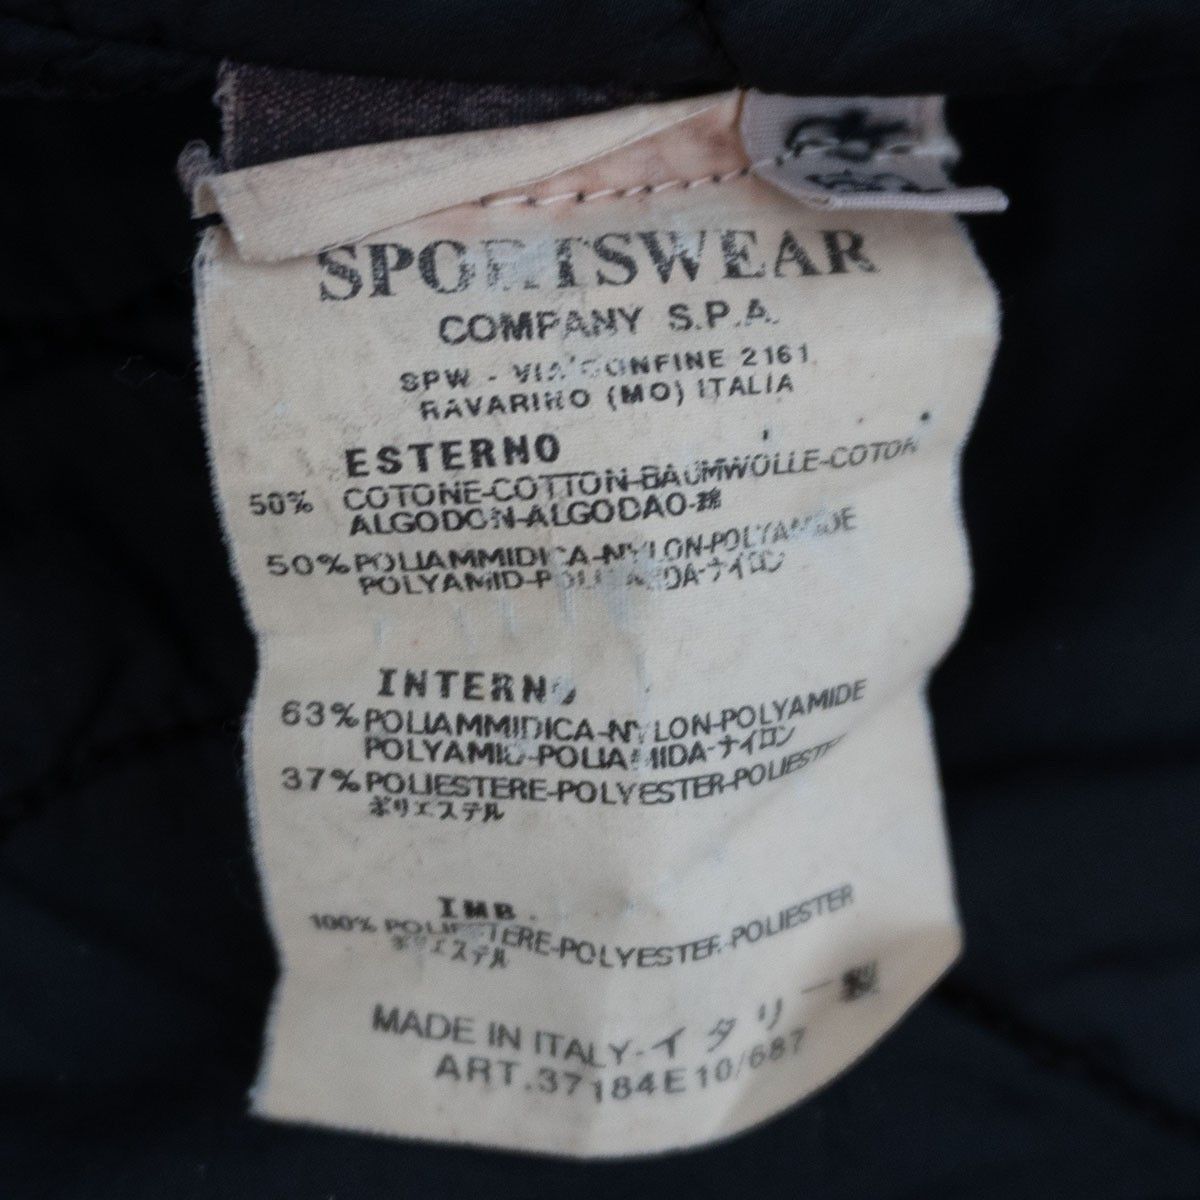 SPORTSWEAR
COMPANY S.P.A.
SPW - VIA CONFINE 2161
RAVARINO (MO) ITALIA
ESTERNO
50% COTONE-COTTON-BAUMWOLLE-COTON
ALGODON-ALGODAO-綿
50% POLIAMMIDICA-NYLON-POLYAMIDE
POLYAMID-POLIAMIDA-ナイロン
INTERNO
63% POLIAMMIDICA-NYLON-POLYAMIDE
POLYAMID-POLIAMIDA-ナイロン
37% POLIESTERE-POLYESTER-POLIESTER
ポリエステル
IMB.
100% POLIESTERE-POLYESTER-POLIESTER
ポリエステル
MADE IN ITALY-イタリー製
ART.37184E10/687